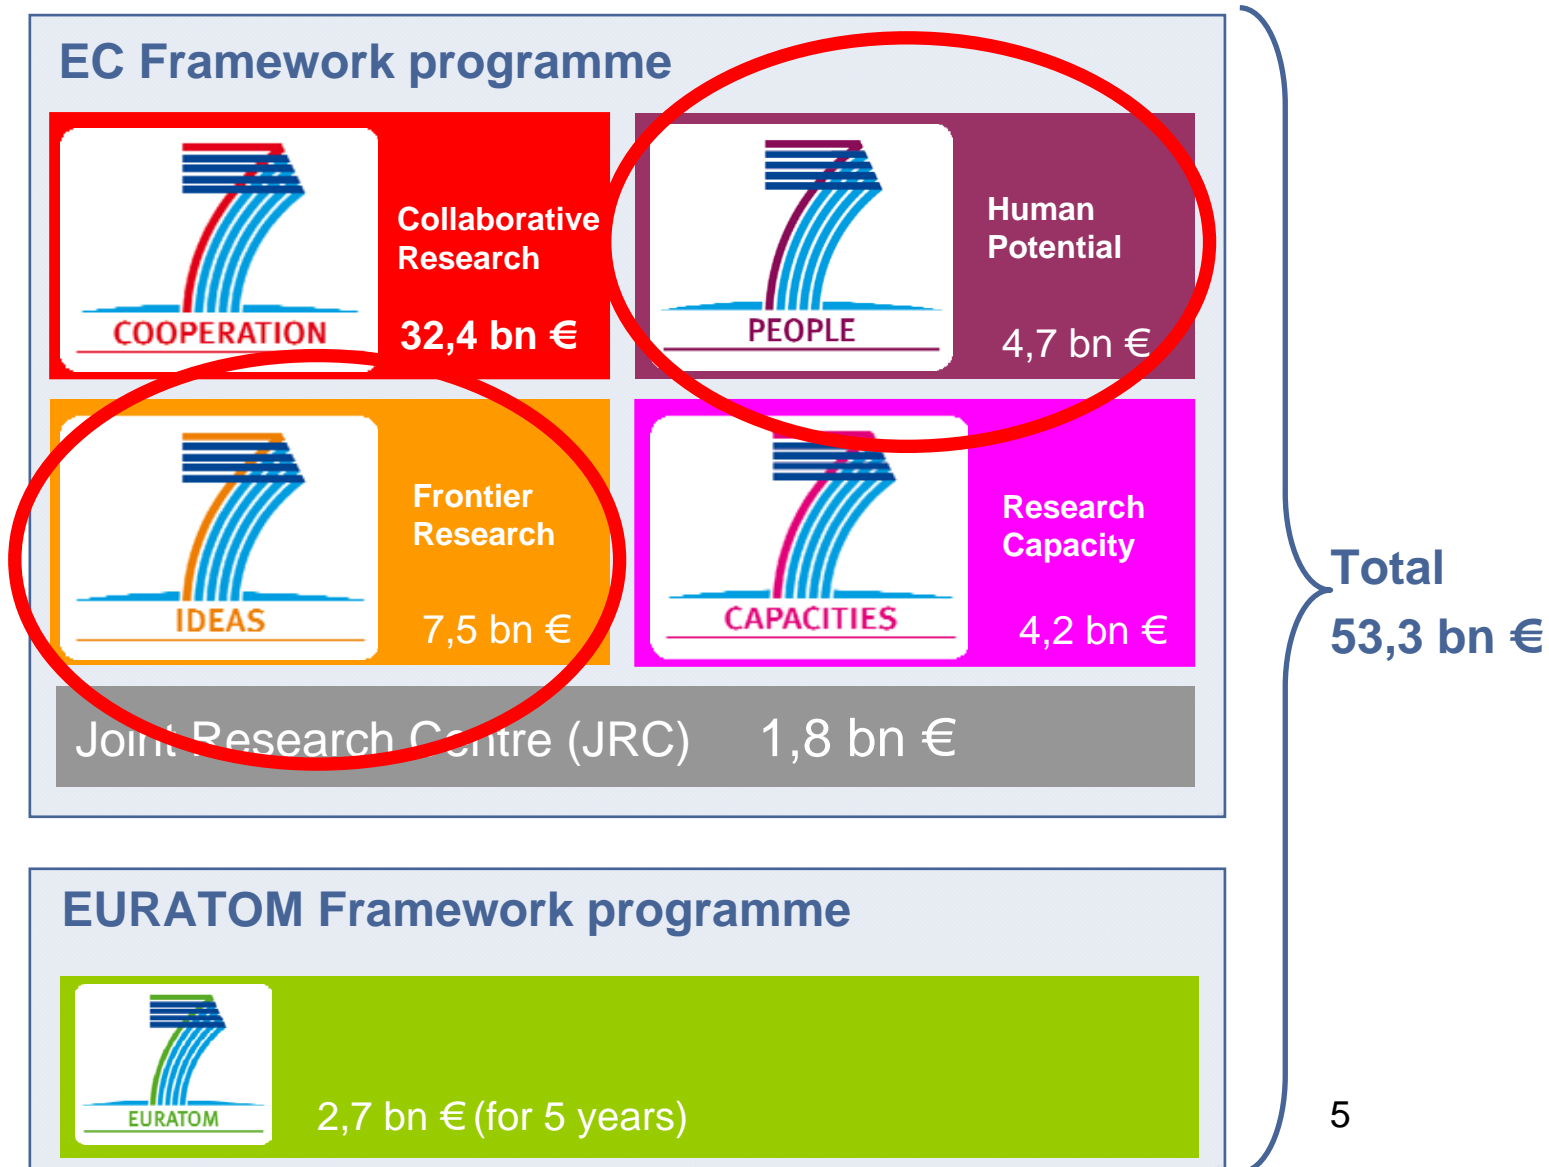 EC Framework programme
COOPERATION
Collaborative
Research
32,4 bn €
PEOPLE
Human
Potential
4,7 bn €
IDEAS
Frontier
Research
7,5 bn €
CAPACITIES
Research
Capacity
4,2 bn €
Joint Research Centre (JRC) 1,8 bn €
Total
53,3 bn €
EURATOM Framework programme
EURATOM
2,7 bn € (for 5 years)
5